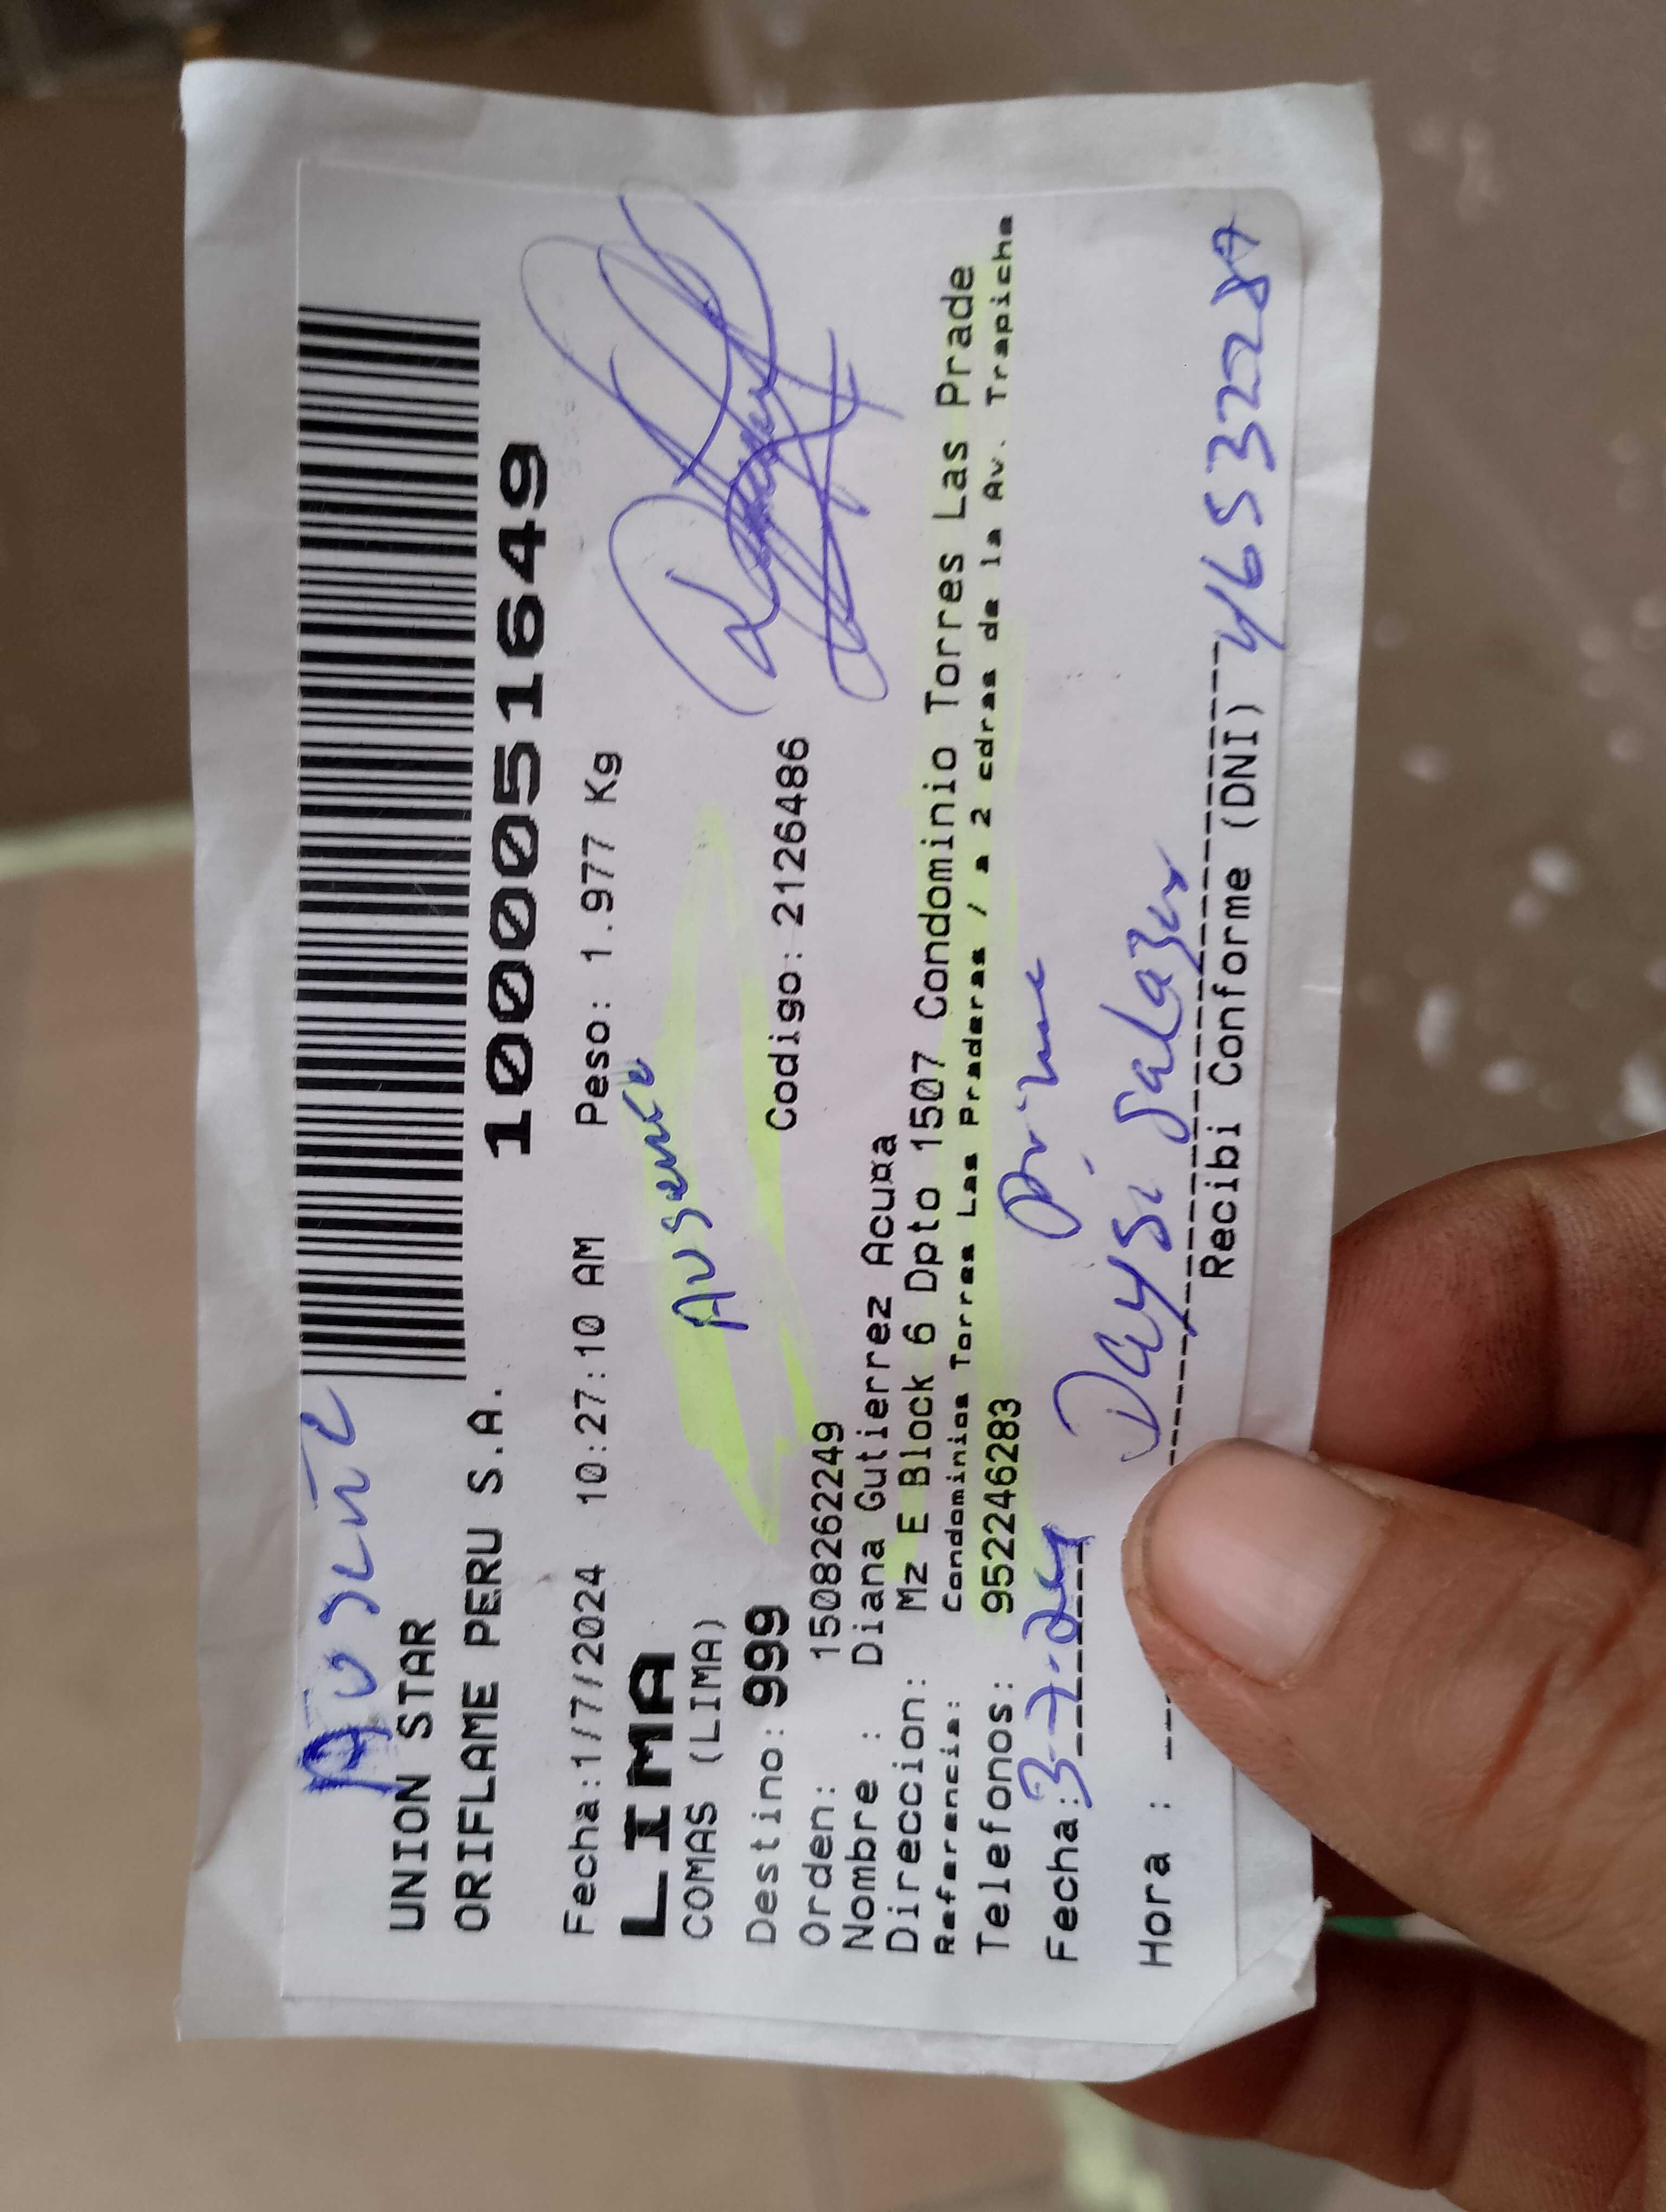 Ausente
UNION STAR
ORIFLAME PERU S.A.
1000051649
Fecha:1/7/2024 10:27:10 AM Peso: 1.977 Kg
LIMA
Ausente
COMAS (LIMA)
Destino: 999 Codigo: 2126486
Orden: 1508262249
Nombre : Diana Gutierrez Acuña
Direccion: Mz E Block 6 Dpto 1507 Condominio Torres Las Prade
Referencia: Condominios Torres Las Praderas / a 2 cdras de la Av. Trapiche
Telefonos: 952246283
Fecha: 3-7-24
Daysi Salazar 46532287
Hora :
Recibi Conforme (DNI)